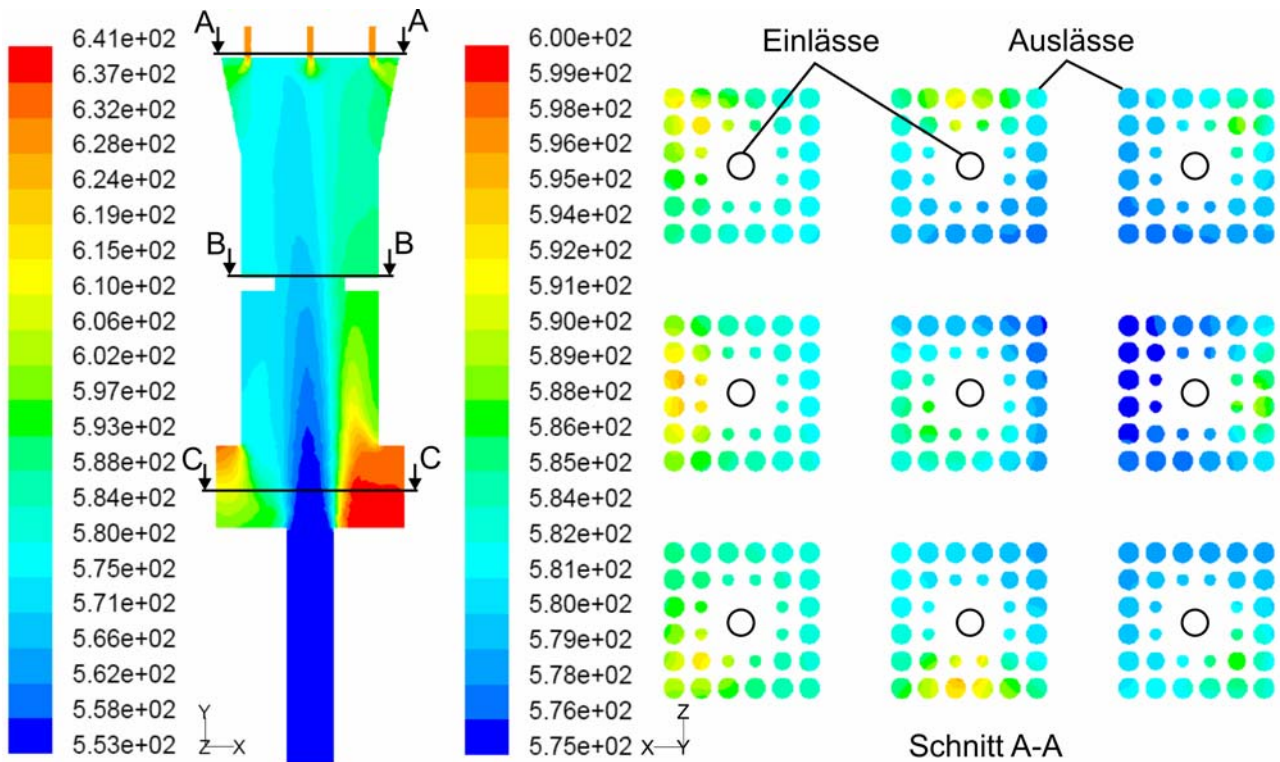 6.41e+02
6.37e+02
6.32e+02
6.28e+02
6.24e+02
6.19e+02
6.15e+02
6.10e+02
6.06e+02
6.02e+02
5.97e+02
5.93e+02
5.88e+02
5.84e+02
5.80e+02
5.75e+02
5.71e+02
5.66e+02
5.62e+02
5.58e+02
5.53e+02
A A
B B
C C
Y
Z X
6.00e+02
5.99e+02
5.98e+02
5.96e+02
5.95e+02
5.94e+02
5.92e+02
5.91e+02
5.90e+02
5.89e+02
5.88e+02
5.86e+02
5.85e+02
5.84e+02
5.82e+02
5.81e+02
5.80e+02
5.79e+02
5.78e+02
5.76e+02
5.75e+02
Einlässe
Auslässe
Z
X Y
Schnitt A-A